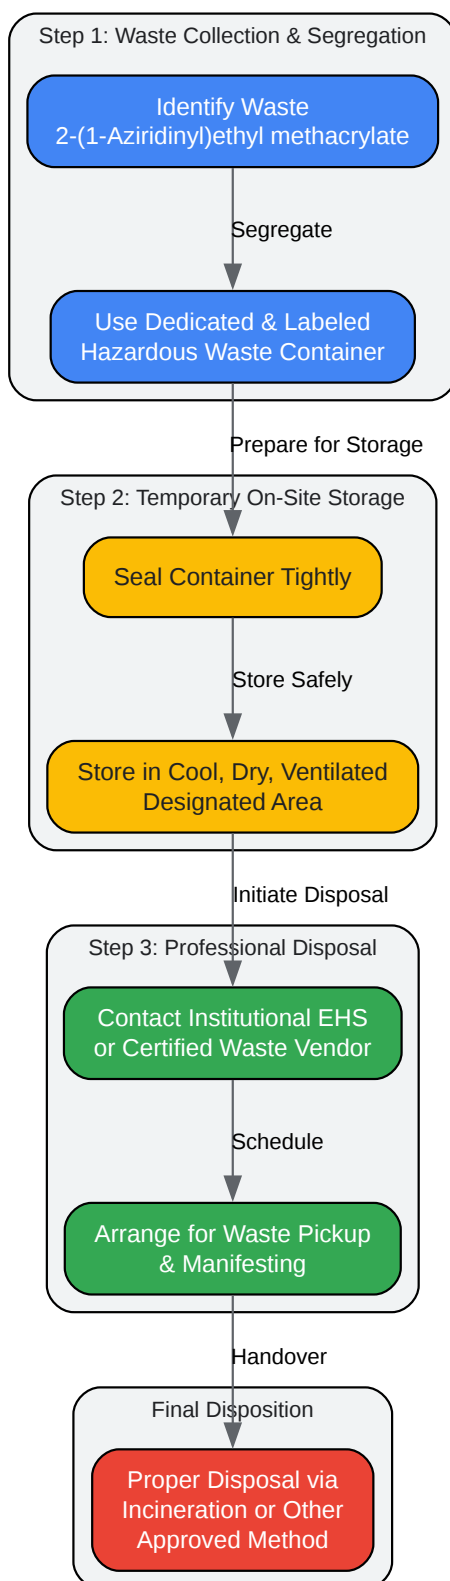 Step 1: Waste Collection & Segregation
Identify Waste
2-(1-Aziridinyl)ethyl methacrylate
Segregate
Use Dedicated & Labeled
Hazardous Waste Container
Prepare for Storage
Step 2: Temporary On-Site Storage
Seal Container Tightly
Store Safely
Store in Cool, Dry, Ventilated
Designated Area
Initiate Disposal
Step 3: Professional Disposal
Contact Institutional EHS
or Certified Waste Vendor
Schedule
Arrange for Waste Pickup
& Manifesting
Handover
Final Disposition
Proper Disposal via
Incineration or Other
Approved Method